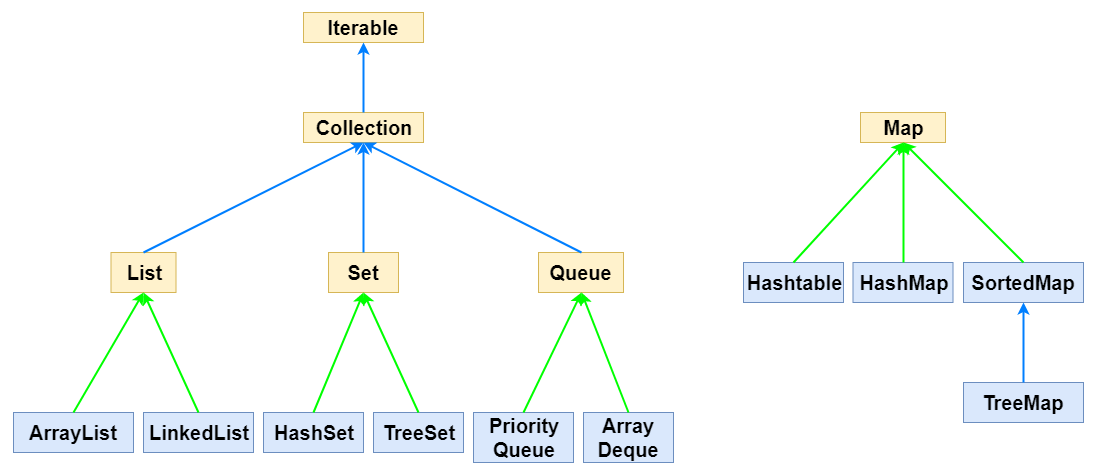 Iterable
Collection
Map
List
Set
Queue
Hashtable
HashMap
SortedMap
TreeMap
ArrayList
LinkedList
HashSet
TreeSet
Priority
Queue
Array
Deque